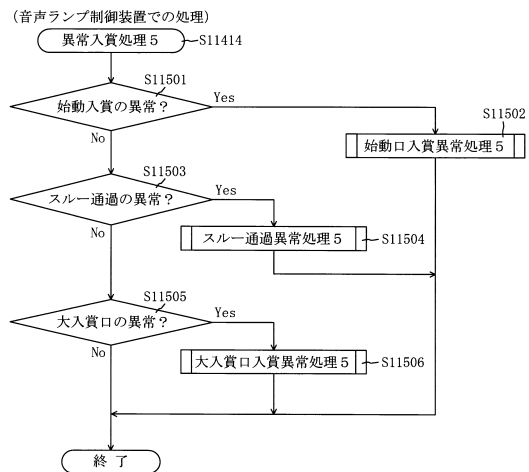 (音声ランプ制御装置での処理)
異常入賞処理5
S11414
S11501
始動入賞の異常?
Yes
No
S11502
始動口入賞異常処理5
S11503
スルー通過の異常?
Yes
No
スルー通過異常処理5
S11504
S11505
大入賞口の異常?
Yes
No
大入賞口入賞異常処理5
S11506
終了